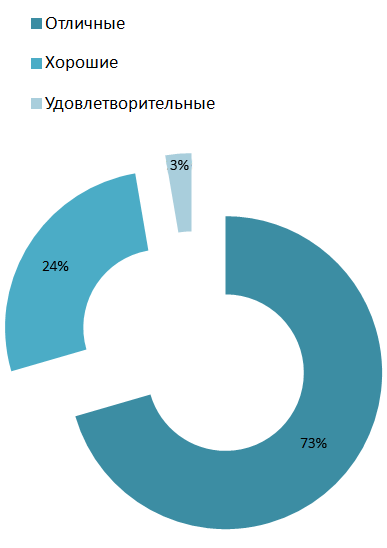 Отличные
Хорошие
Удовлетворительные
3%
24%
73%